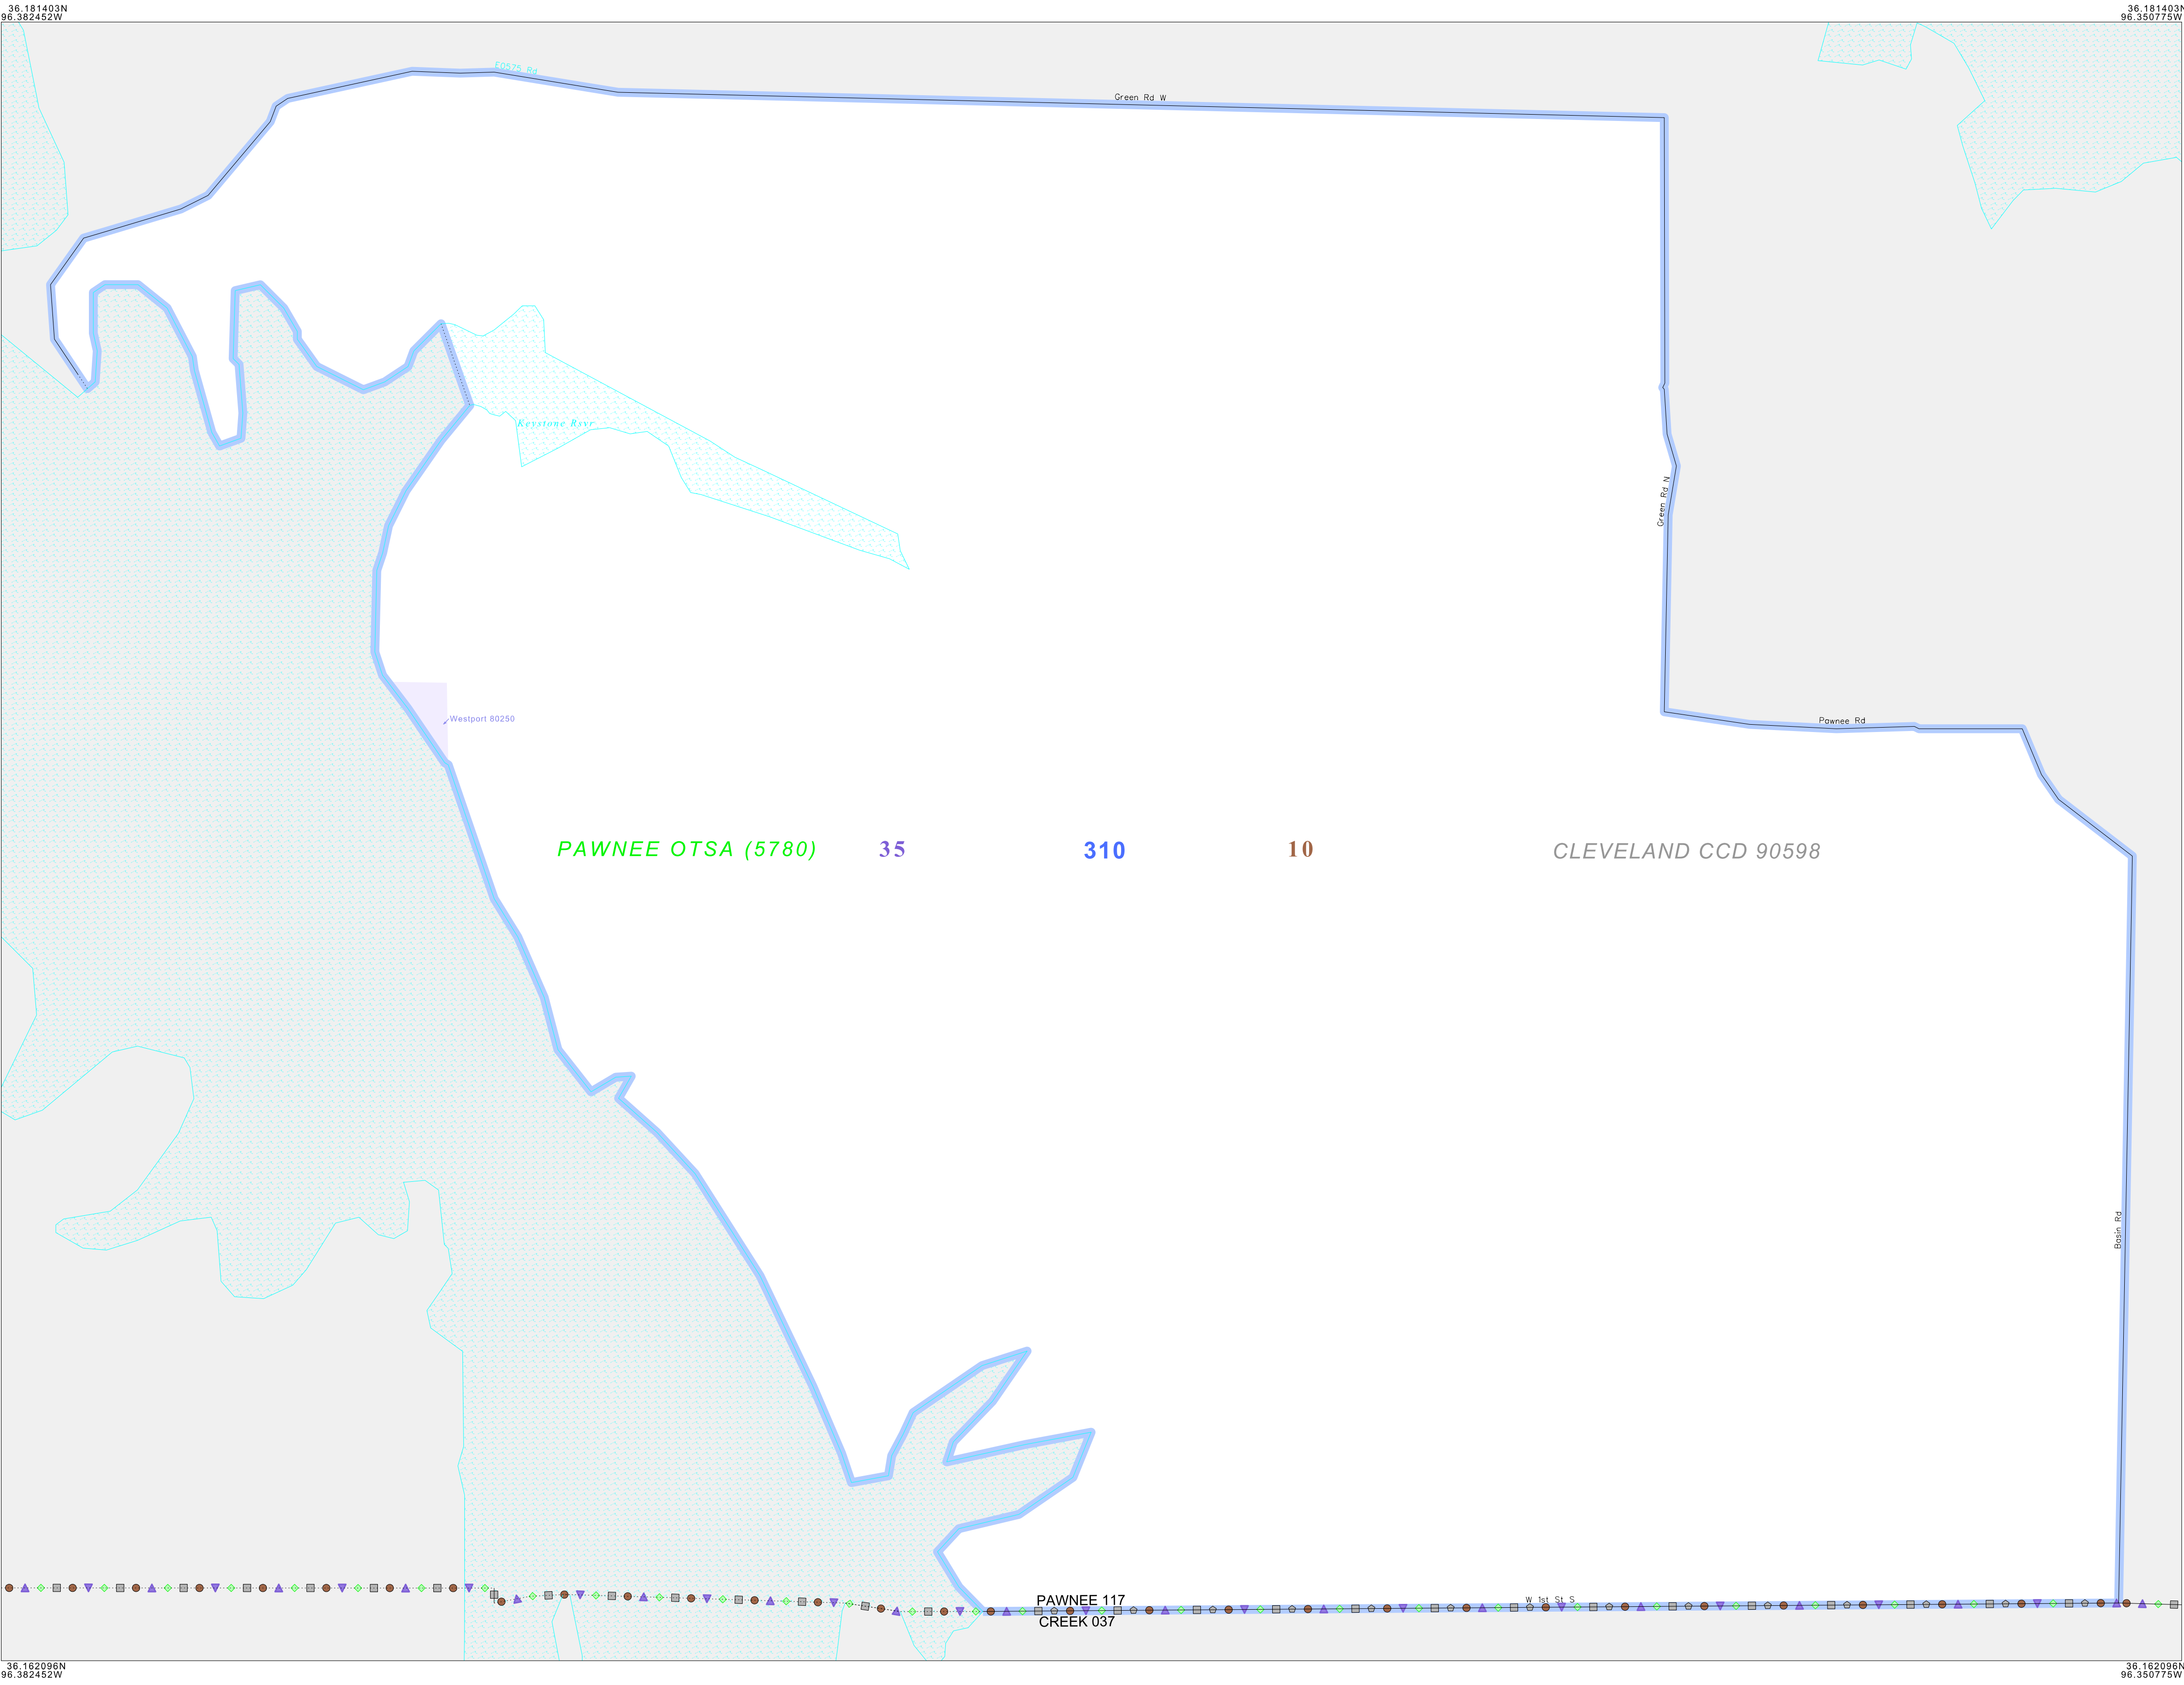 36.181403N
96.382452W
36.181403N
96.350775W
E0575 Rd
Green Rd W
Keystone Rsvr
Green Rd N
Westport 80250
Pawnee Rd
PAWNEE OTSA (5780)
35
310
10
CLEVELAND CCD 90598
Basin Rd
PAWNEE 117
W 1st St S
CREEK 037
36.162096N
96.382452W
36.162096N
96.350775W